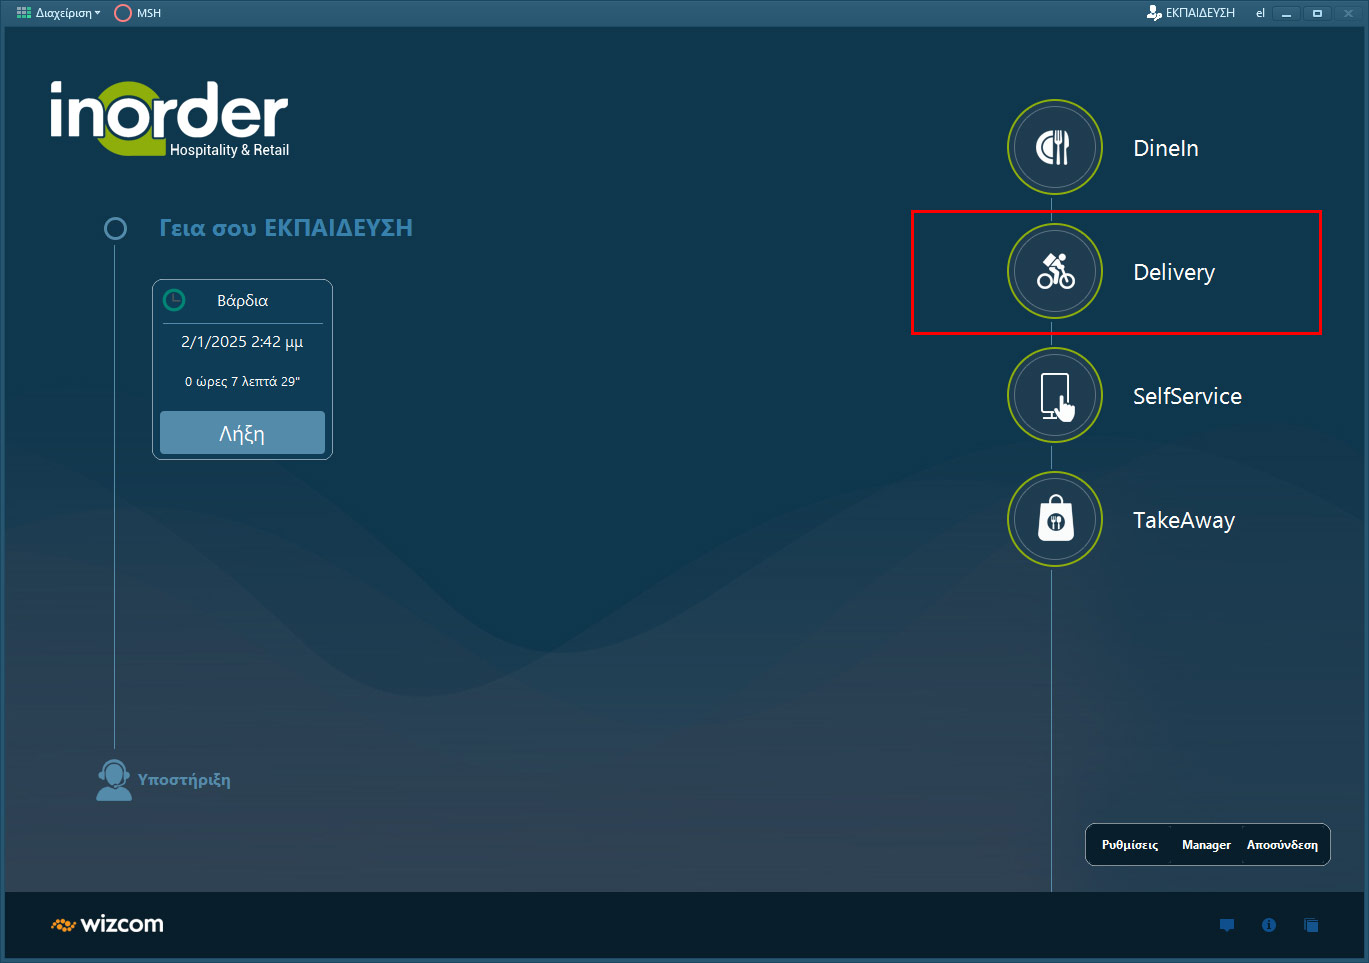 Διαχείριση
MSH
ΕΚΠΑΙΔΕΥΣΗ
el
inorder
Hospitality & Retail
DineIn
Γεια σου ΕΚΠΑΙΔΕΥΣΗ
Delivery
Βάρδια
2/1/2025 2:42 μμ
0 ώρες 7 λεπτά 29"
Λήξη
SelfService
TakeAway
Υποστήριξη
Ρυθμίσεις
Manager
Αποσύνδεση
wizcom